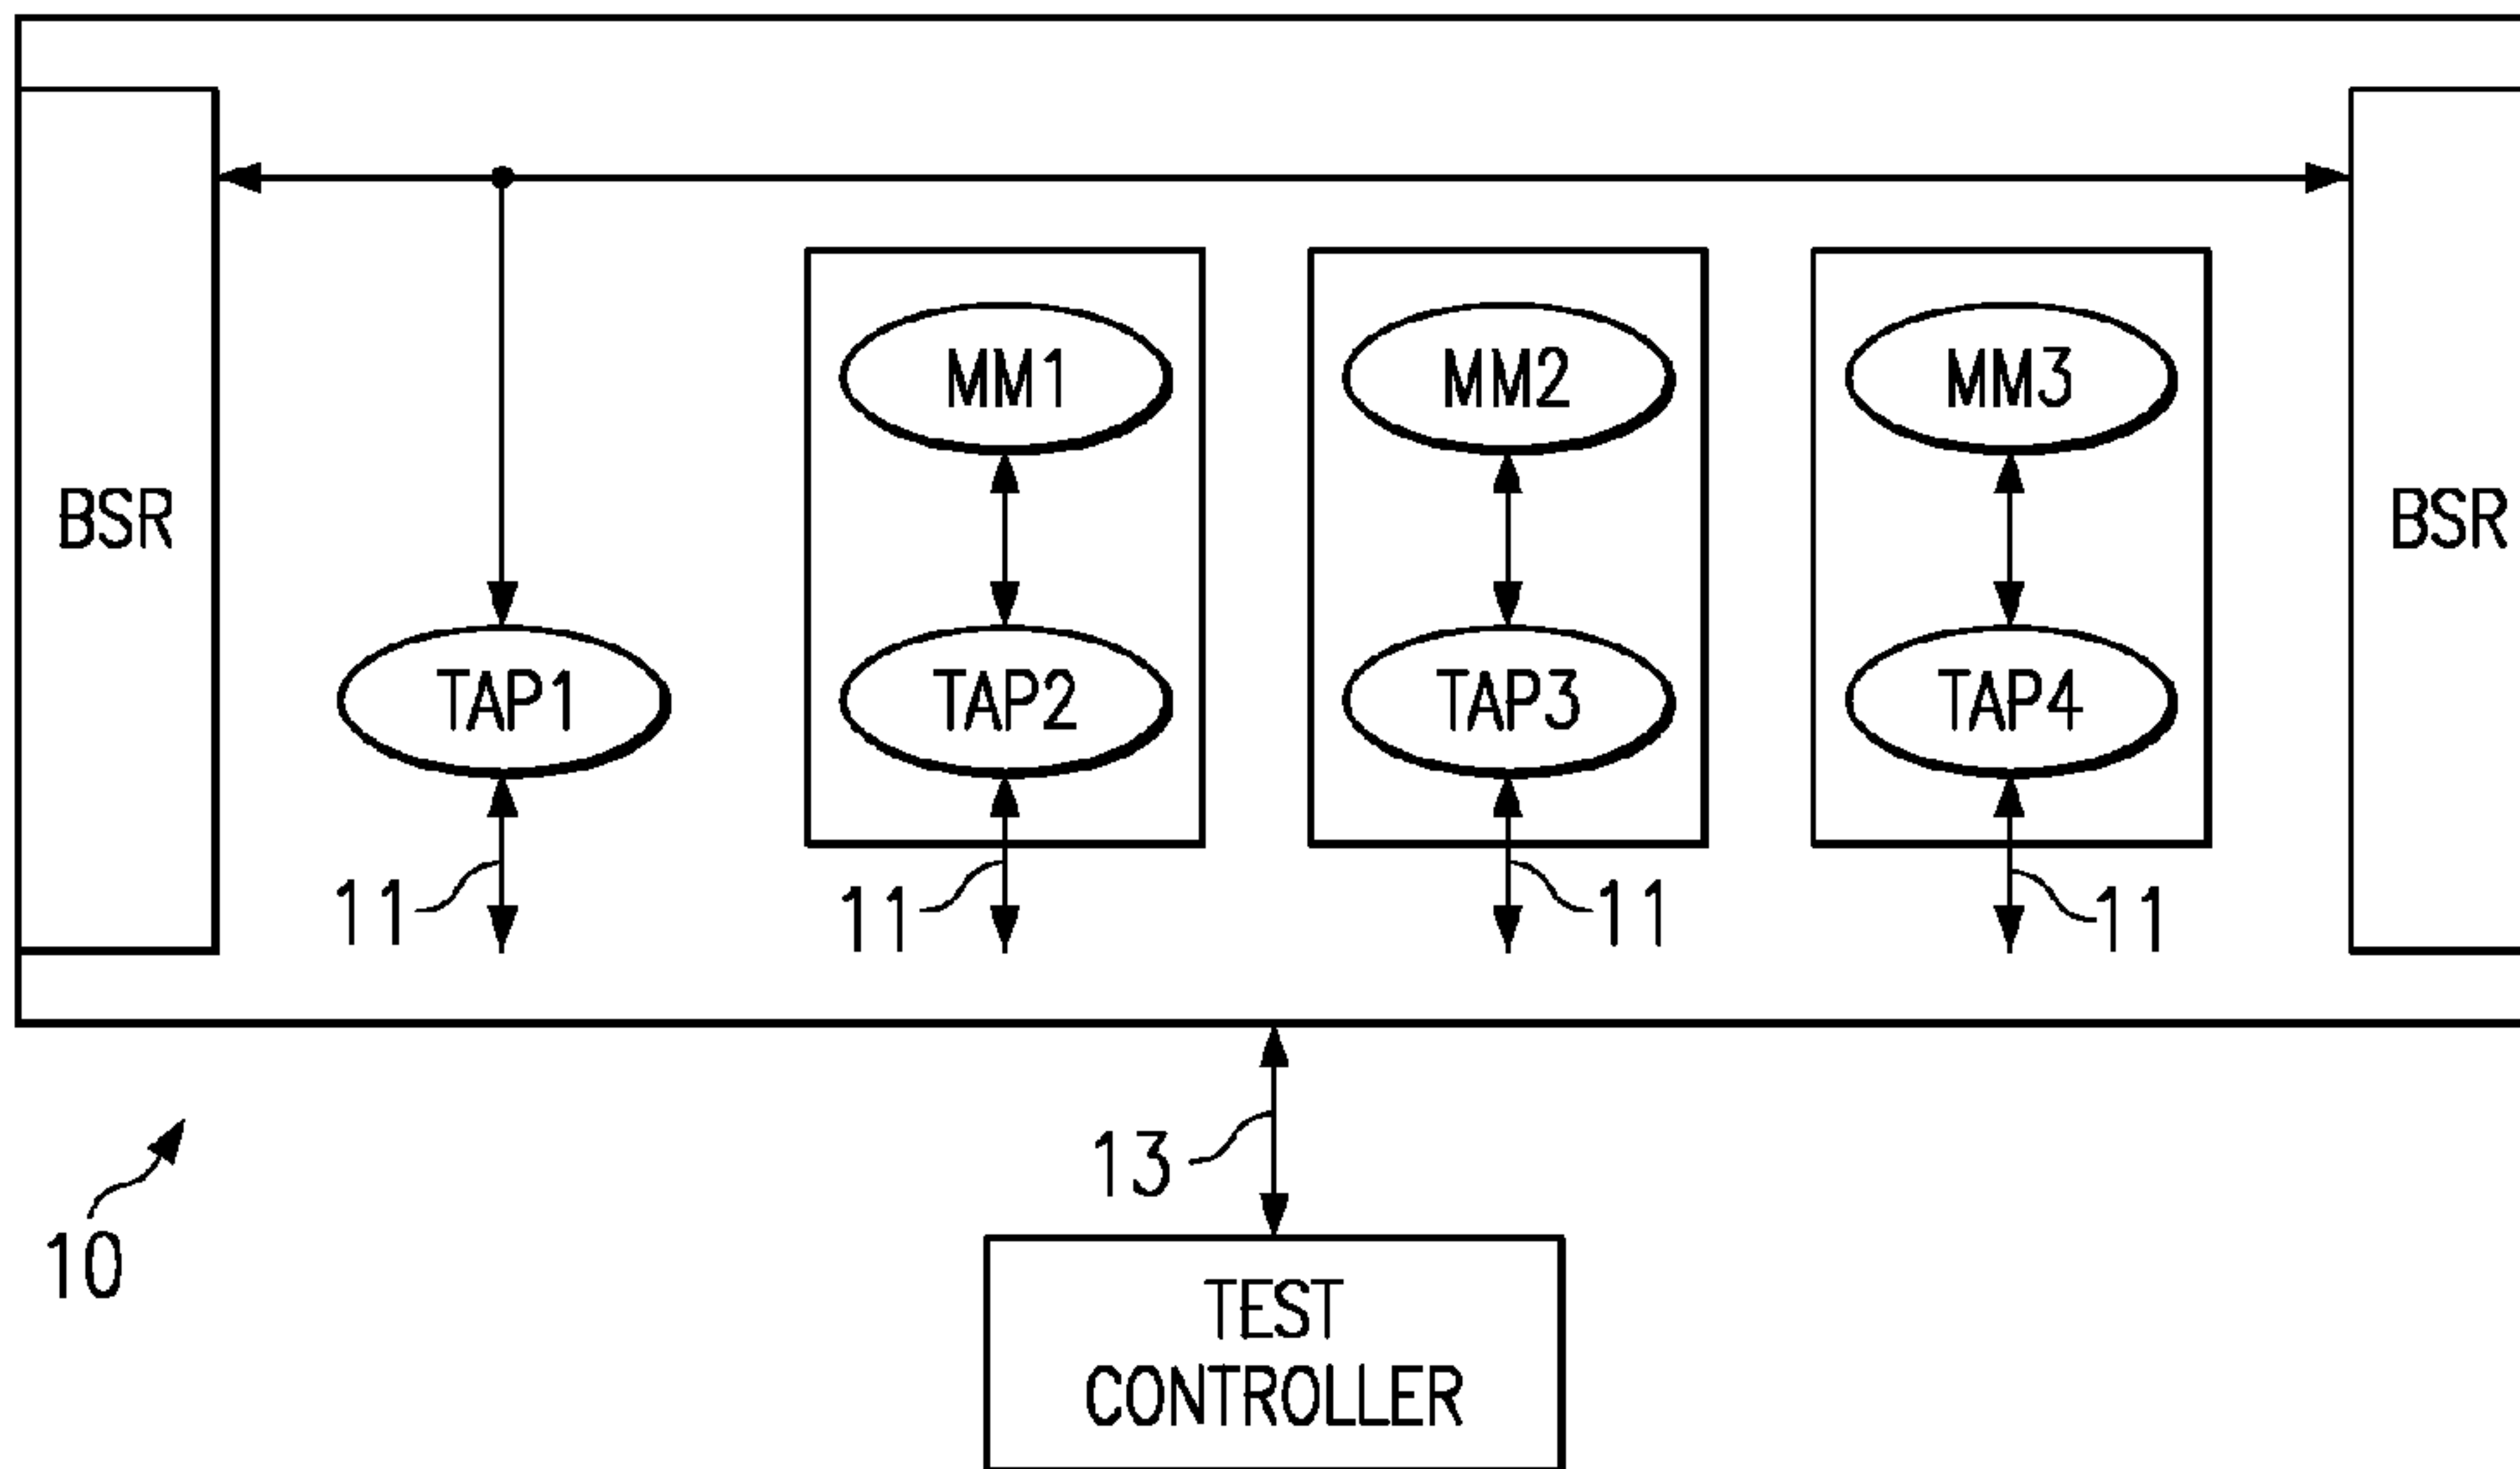 MM1
MM2
MM3
BSR
BSR
TAP1
TAP2
TAP3
TAP4
11
11
11
11
13
10
TEST
CONTROLLER